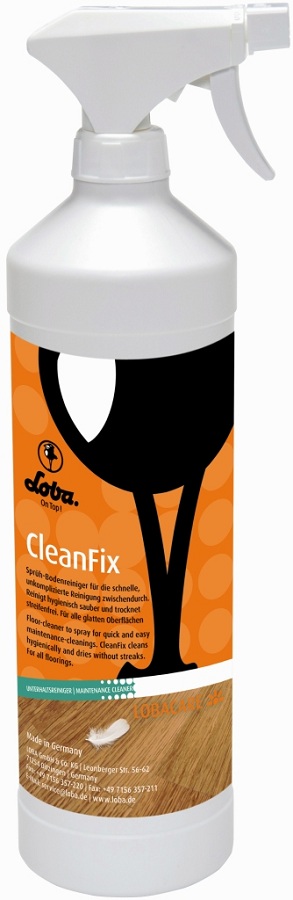 Loba.
On Top!
CleanFix
Sprüh-Bodenreiniger für die schnelle,
unkomplizierte Reinigung zwischendurch.
Reinigt hygienisch sauber und trocknet
streifenfrei. Für alle glatten Oberflächen
Floor-cleaner to spray for quick and easy
maintenance-cleanings. CleanFix cleans
hygienically and dries without streaks.
For all floorings.
UNTERHALTSREINIGER | MAINTENANCE CLEANER
Made in Germany
LOBA GmbH & Co. KG | Leonberger Str. 56-62
71254 Ditzingen | Germany
Fon: +49 7156 357-220 | Fax: +49 7156 357-211
E-Mail: service@loba.de | www.loba.de